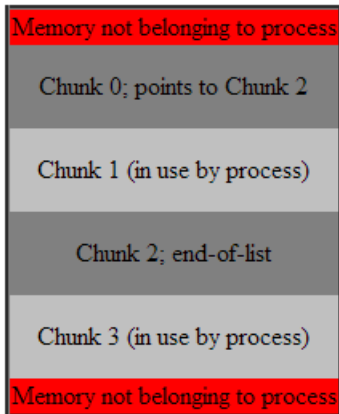 Memory not belonging to process
Chunk 0; points to Chunk 2
Chunk 1 (in use by process)
Chunk 2; end-of-list
Chunk 3 (in use by process)
Memory not belonging to process